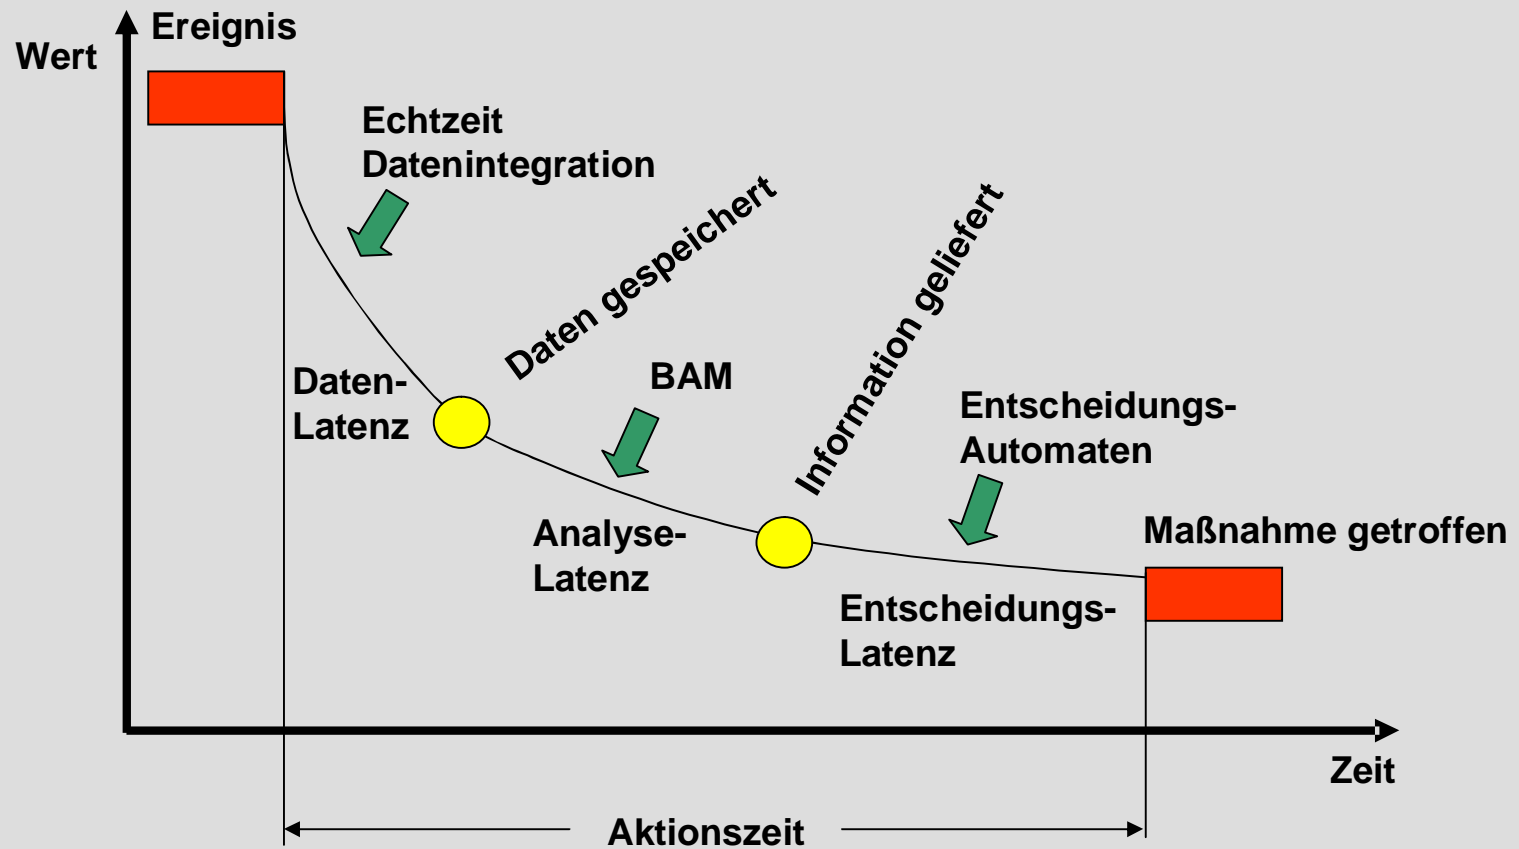 Ereignis
Wert
Echtzeit
Datenintegration
Daten gespeichert
Information geliefert
Daten-
Latenz
BAM
Entscheidungs-
Automaten
Analyse-
Latenz
Maßnahme getroffen
Entscheidungs-
Latenz
Zeit
Aktionszeit